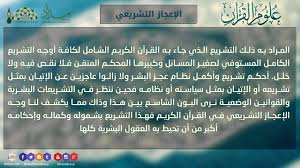 علوم القرآن
الإعجاز التشريعي
المراد به ذلك التشريع الذي جاء به القرآن الكريم الشامل لكافة أوجه التشريع
الكامل المستوفي لصغير المسائل وكبيرها المحكم المتقن فلا نقص فيه ولا
خلل، أحكم تشريع وأكمل نظام عجز البشر ولا زالوا عاجزين عن الإتيان بمثل
تشريعه أو الإتيان بمثل سياسته أو نظامه فحين ننظر في التشريعات البشرية
والقوانين الوضعية نرى البون الشاسع بين هذا وذاك مما يكشف لنا وجه
الإعجاز التشريعي في القرآن الكريم فهذا التشريع بشموله وكماله وإحكامه
أكبر من أن تحيط به العقول البشرية كلها